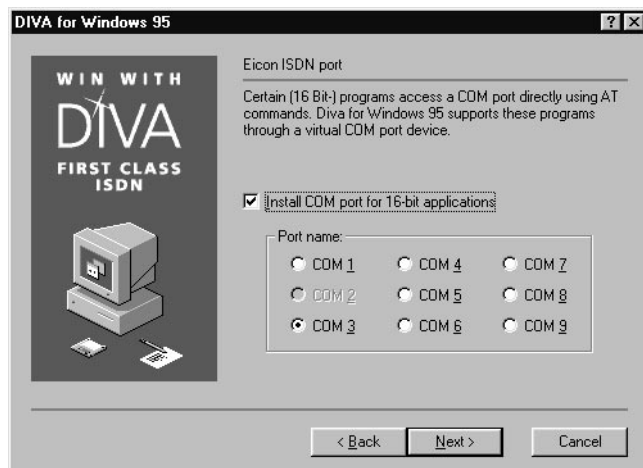 DIVA for Windows 95
WIN WITH
DIVA
FIRST CLASS
ISDN
Eicon ISDN port
Certain (16 Bit-) programs access a COM port directly using AT
commands. Diva for Windows 95 supports these programs
through a virtual COM port device.
Install COM port for 16-bit applications
Port name:
COM 1 COM 4 COM 7
COM 2 COM 5 COM 8
COM 3 COM 6 COM 9
< Back Next > Cancel